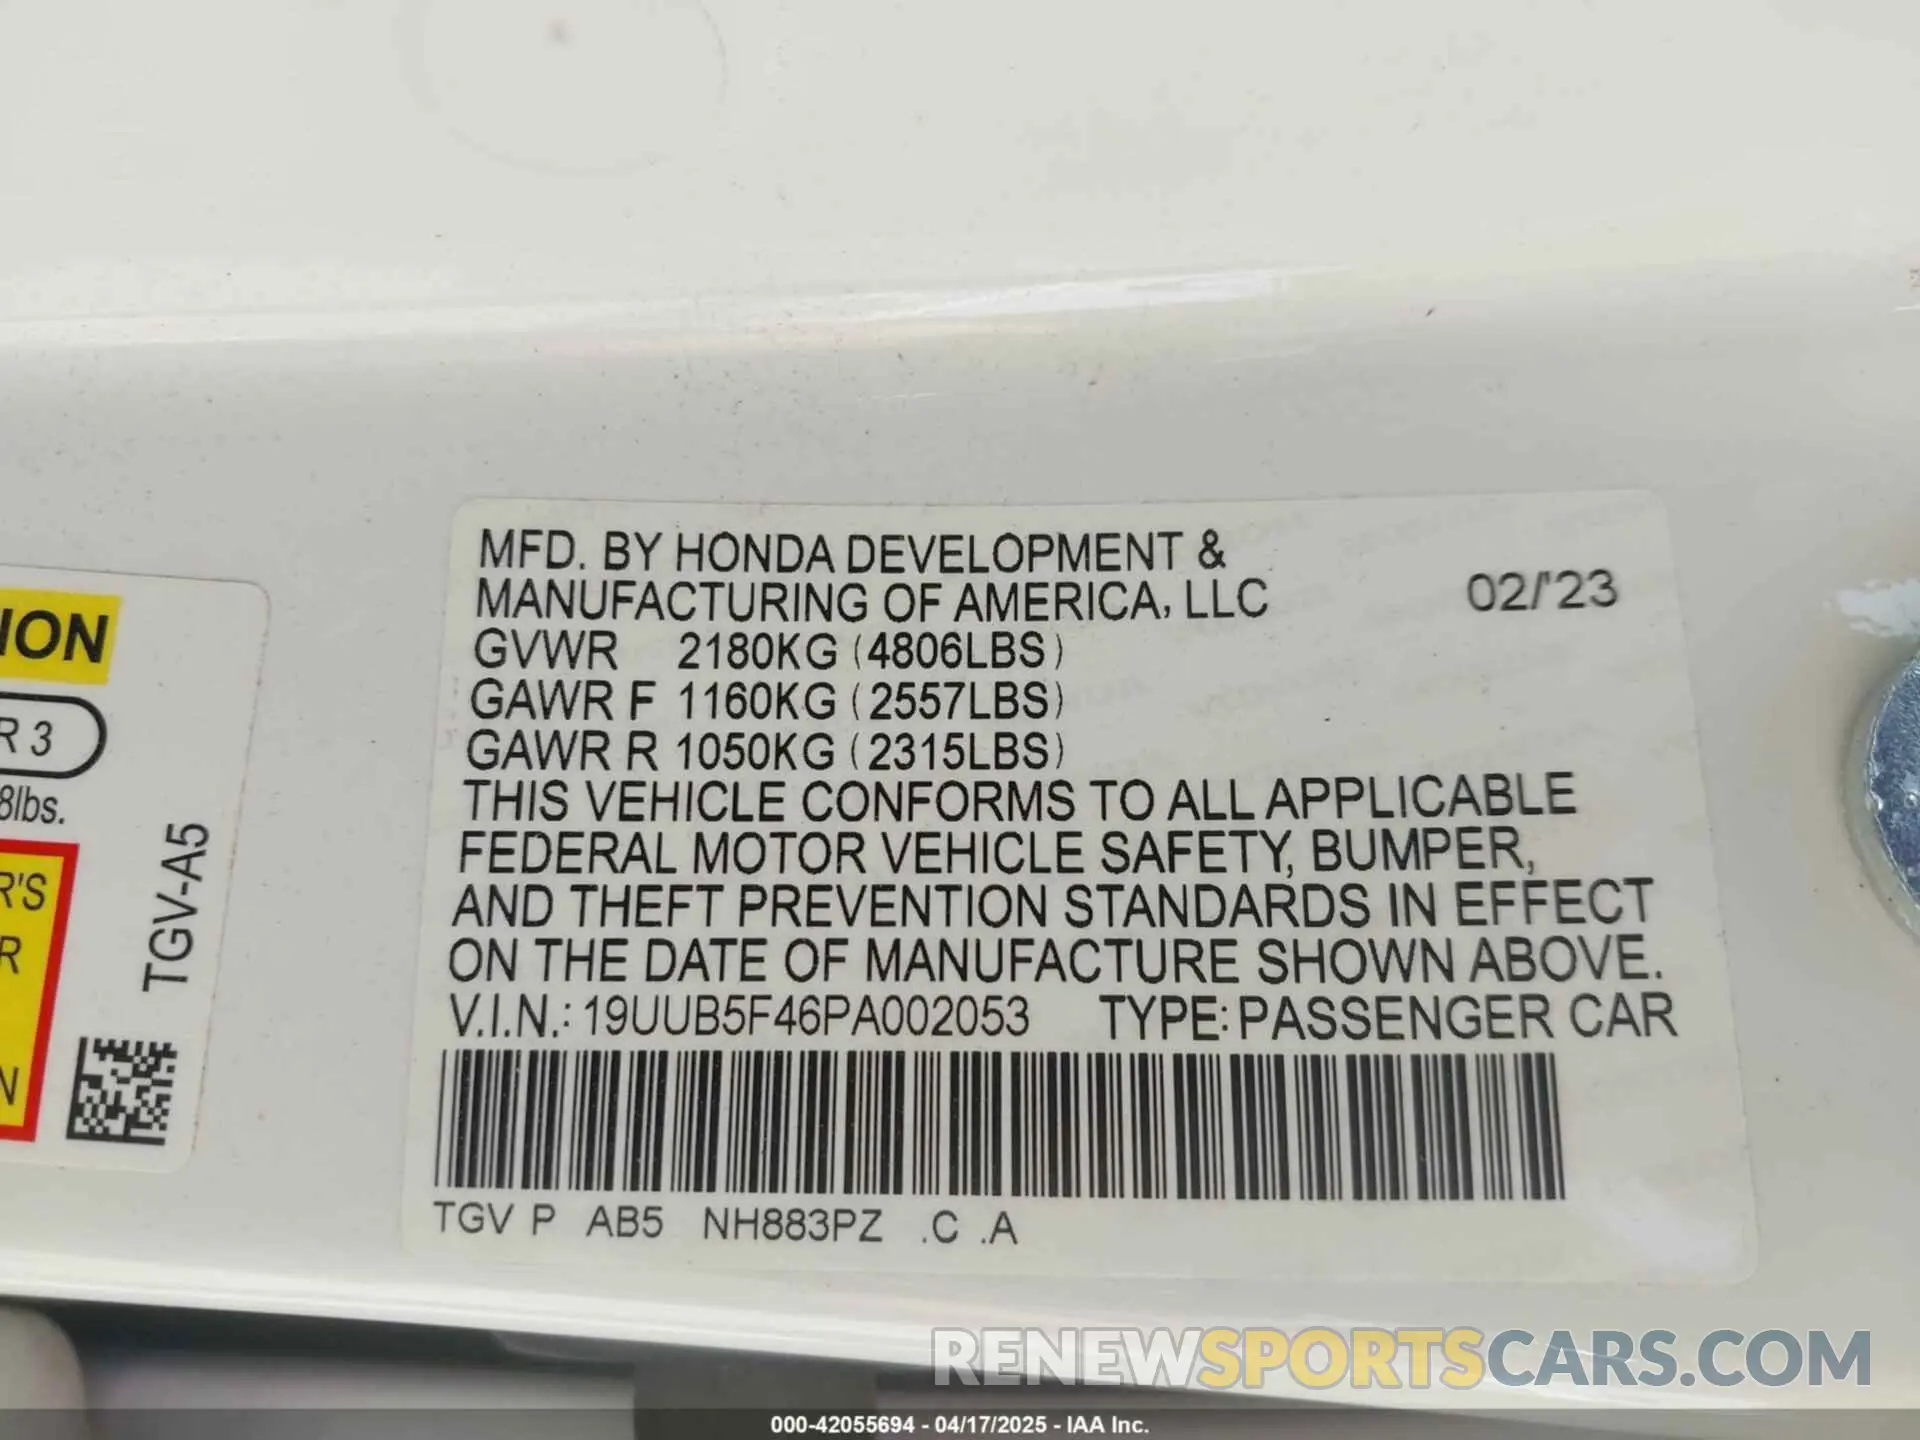 MFD. BY HONDA DEVELOPMENT &
MANUFACTURING OF AMERICA, LLC 02/'23
GVWR 2180KG (4806LBS)
GAWR F 1160KG (2557LBS)
GAWR R 1050KG (2315LBS)
THIS VEHICLE CONFORMS TO ALL APPLICABLE
FEDERAL MOTOR VEHICLE SAFETY, BUMPER,
AND THEFT PREVENTION STANDARDS IN EFFECT
ON THE DATE OF MANUFACTURE SHOWN ABOVE.
V.I.N.: 19UUB5F46PA002053 TYPE: PASSENGER CAR
TGV P AB5 NH883PZ .C .A
ION
R 3
8lbs.
R'S
R
N
TGV-A5
RENEWSPORTSCARS.COM
000-42055694 - 04/17/2025 - IAA Inc.